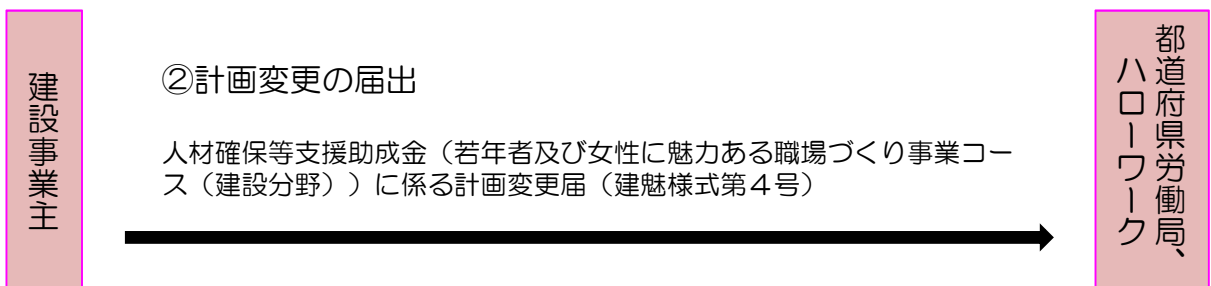 建設事業主
②計画変更の届出
人材確保等支援助成金（若年者及び女性に魅力ある職場づくり事業コー
ス（建設分野））に係る計画変更届（建魅様式第４号）
都道府県労働局、
ハローワーク